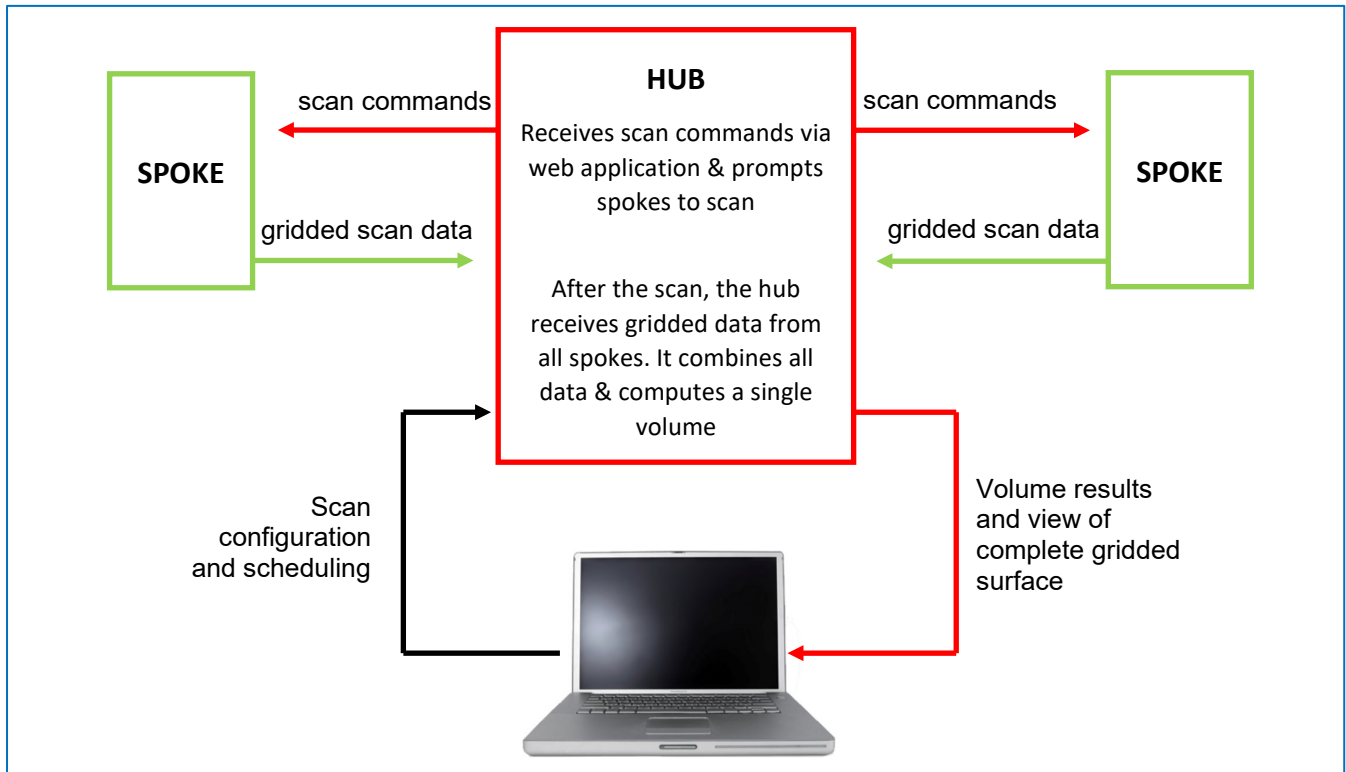 HUB
scan commands
scan commands
Receives scan commands via
web application & prompts
spokes to scan
SPOKE
SPOKE
gridded scan data
gridded scan data
After the scan, the hub
receives gridded data from
all spokes. It combines all
data & computes a single
volume
Scan
configuration
and scheduling
Volume results
and view of
complete gridded
surface